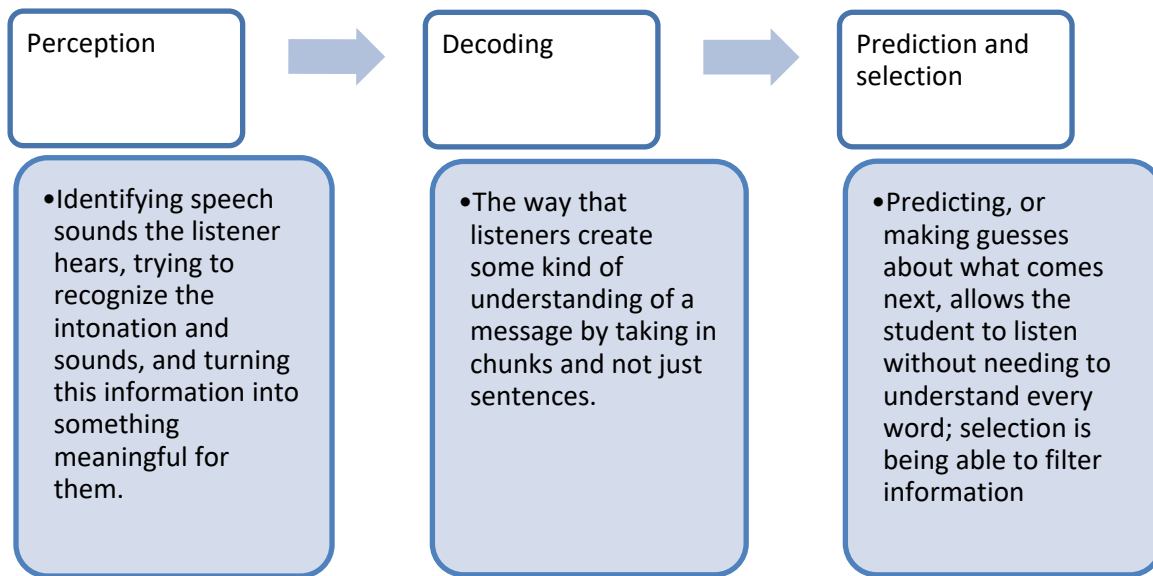 Perception
•Identifying speech
sounds the listener
hears, trying to
recognize the
intonation and
sounds, and turning
this information into
something
meaningful for
them.
Decoding
•The way that
listeners create
some kind of
understanding of a
message by taking in
chunks and not just
sentences.
Prediction and
selection
•Predicting, or
making guesses
about what comes
next, allows the
student to listen
without needing to
understand every
word; selection is
being able to filter
information